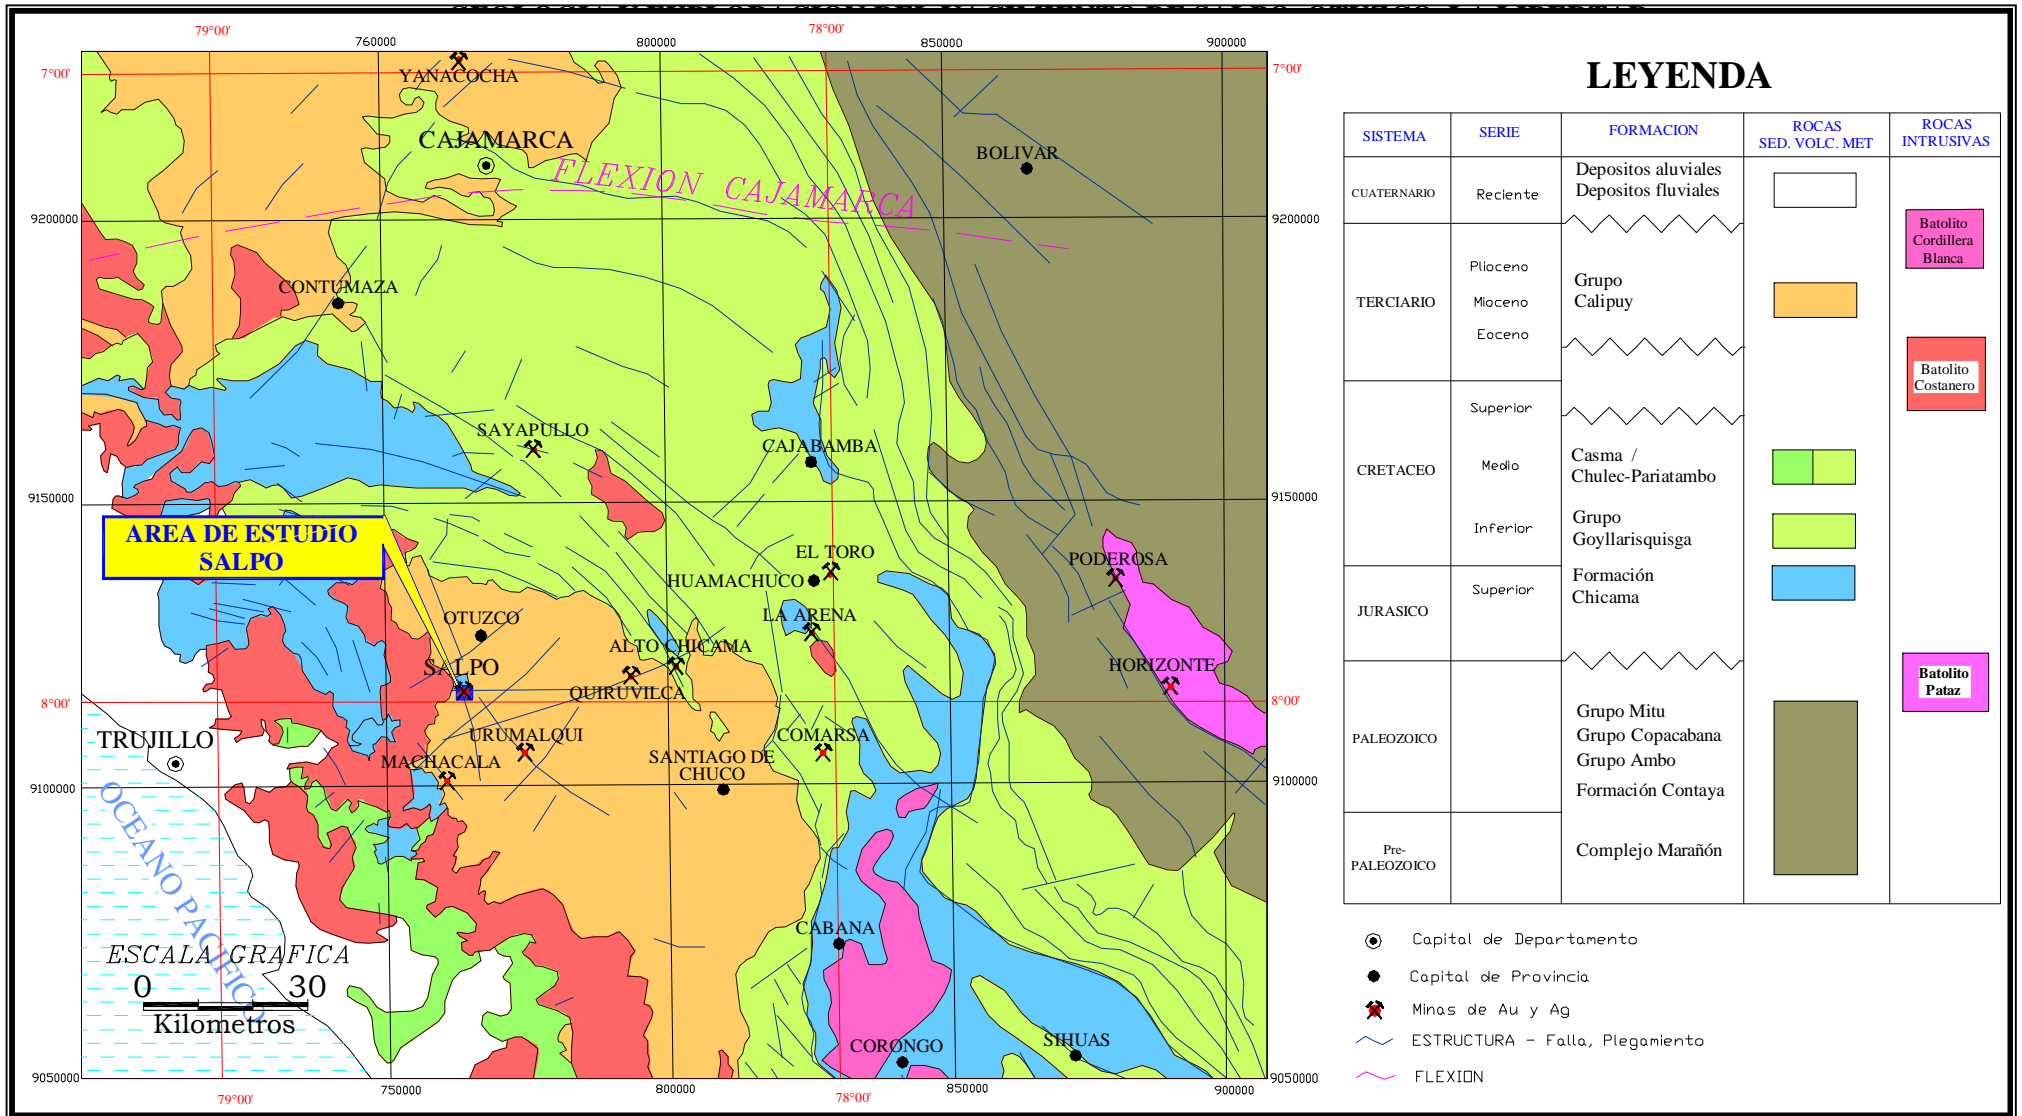 79°00'
78°00'
760000
800000
850000
900000
7°00'
7°00'
YANACOCHA
CAJAMARCA
BOLIVAR
FLEXION CAJAMARCA
9200000
9200000
CONTUMAZA
SAYAPULLO
CAJABAMBA
9150000
9150000
AREA DE ESTUDIO
SALPO
EL TORO
HUAMACHUCO
PODEROSA
OTUZCO
LA ARENA
ALTO CHICAMA
SALPO
HORIZONTE
QUIRUVILCA
8°00'
8°00'
TRUJILLO
URUMALQUI
COMARSA
MACHACALA
SANTIAGO DE
CHUCO
9100000
9100000
OCEANO PACIFICO
CABANA
ESCALA GRAFICA
0 30
Kilometros
CORONGO
SIHUAS
9050000
9050000
750000
800000
850000
900000
79°00'
78°00'
LEYENDA
SISTEMA
SERIE
FORMACION
ROCAS
SED. VOLC. MET
ROCAS
INTRUSIVAS
CUATERNARIO
Reciente
Depositos aluviales
Depositos fluviales
Batolito
Cordillera
Blanca
TERCIARIO
Plioceno
Mioceno
Eoceno
Grupo
Calipuy
Batolito
Costanero
CRETACEO
Superior
Medio
Inferior
Casma /
Chulec-Pariatambo
Grupo
Goyllarisquisga
JURASICO
Superior
Formación
Chicama
Batolito
Pataz
PALEOZOICO
Grupo Mitu
Grupo Copacabana
Grupo Ambo
Formación Contaya
Pre-
PALEOZOICO
Complejo Marañón
Capital de Departamento
Capital de Provincia
Minas de Au y Ag
ESTRUCTURA - Falla, Plegamiento
FLEXION